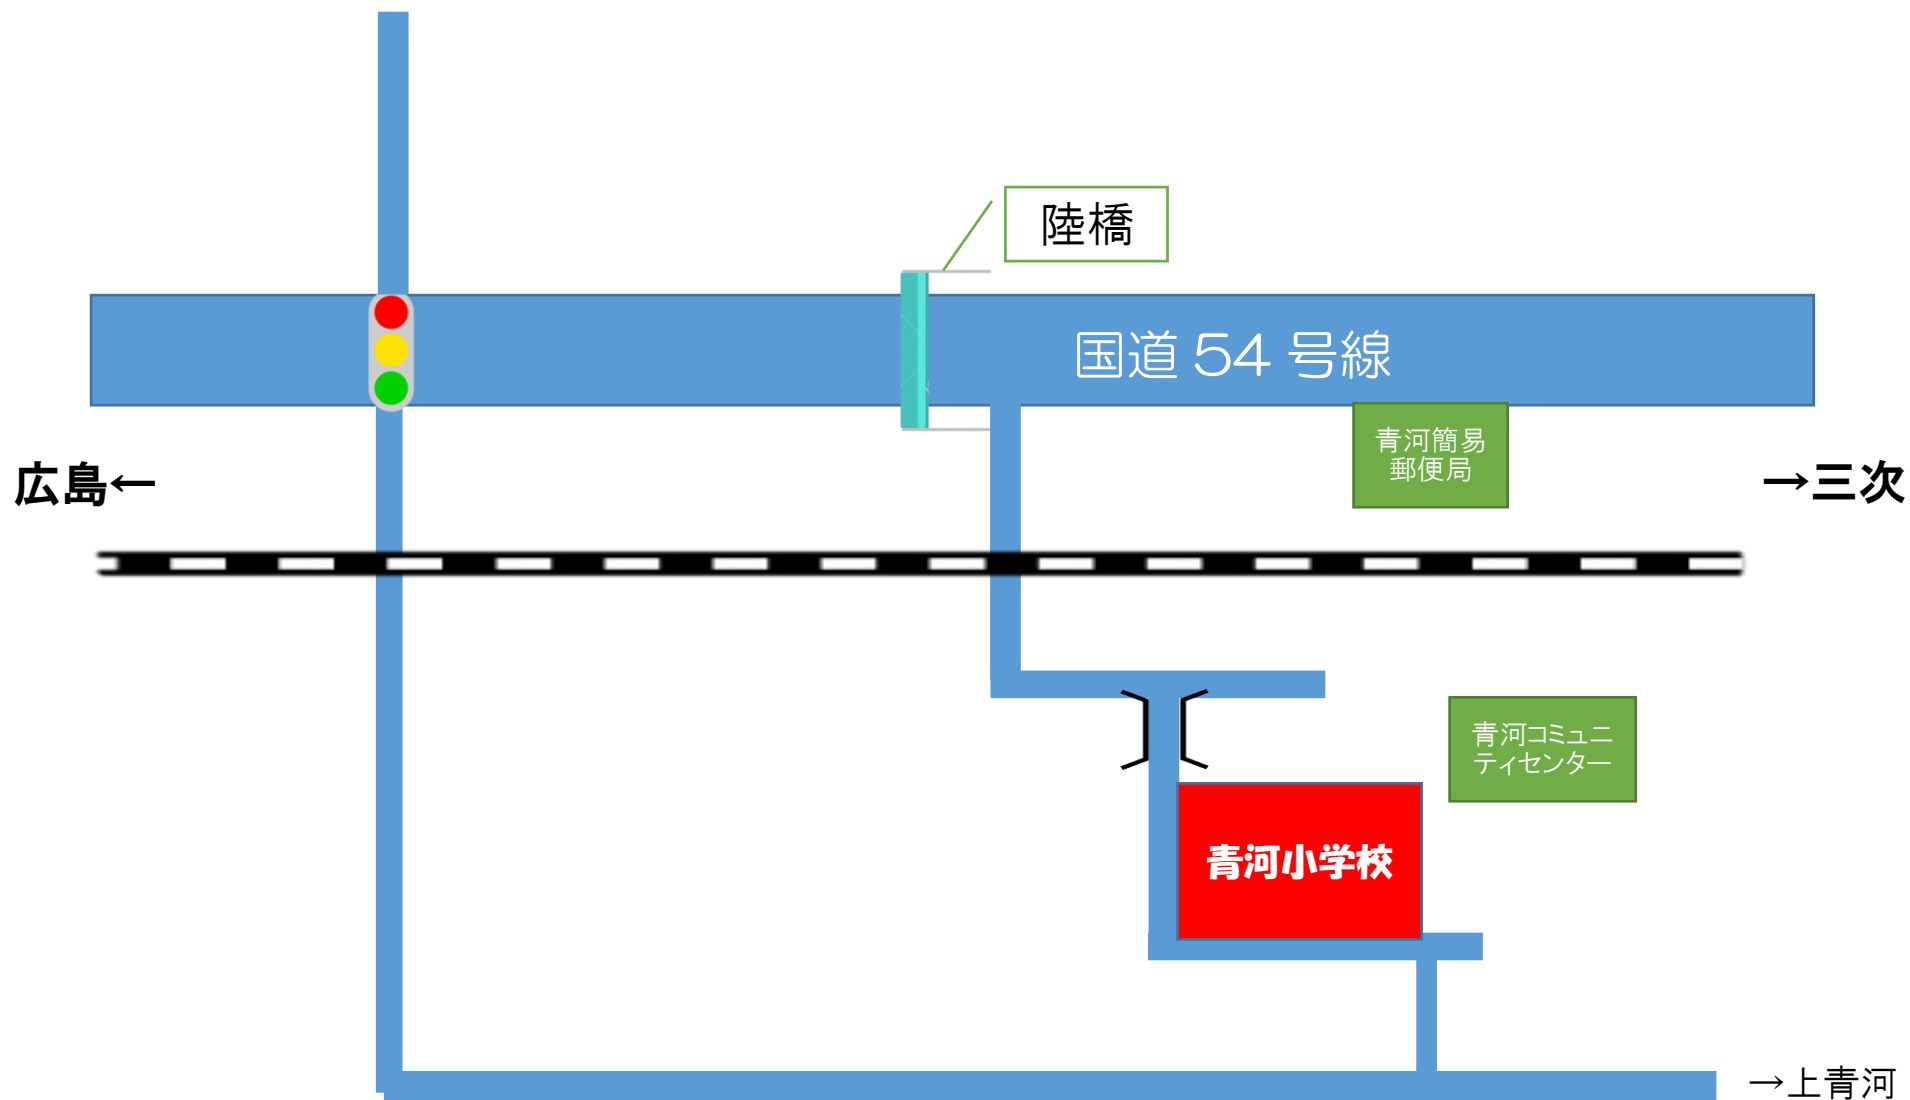 陸橋
国道54号線
青河簡易
郵便局
広島←
→三次
青河コミュニ
ティセンター
青河小学校
→上青河